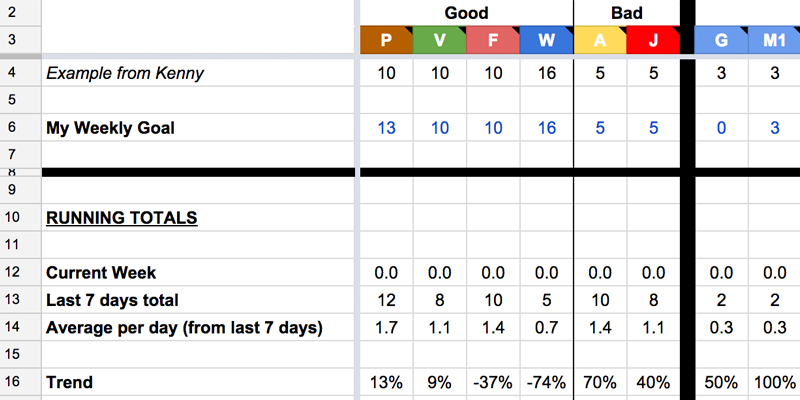 2 Good Bad
3 P V F W A J G M1
4 Example from Kenny 10 10 10 16 5 5 3 3
5
6 My Weekly Goal 13 10 10 16 5 5 0 3
7
8
9
10 RUNNING TOTALS
11
12 Current Week 0.0 0.0 0.0 0.0 0.0 0.0 0.0 0.0
13 Last 7 days total 12 8 10 5 10 8 2 2
14 Average per day (from last 7 days) 1.7 1.1 1.4 0.7 1.4 1.1 0.3 0.3
15
16 Trend 13% 9% -37% -74% 70% 40% 50% 100%